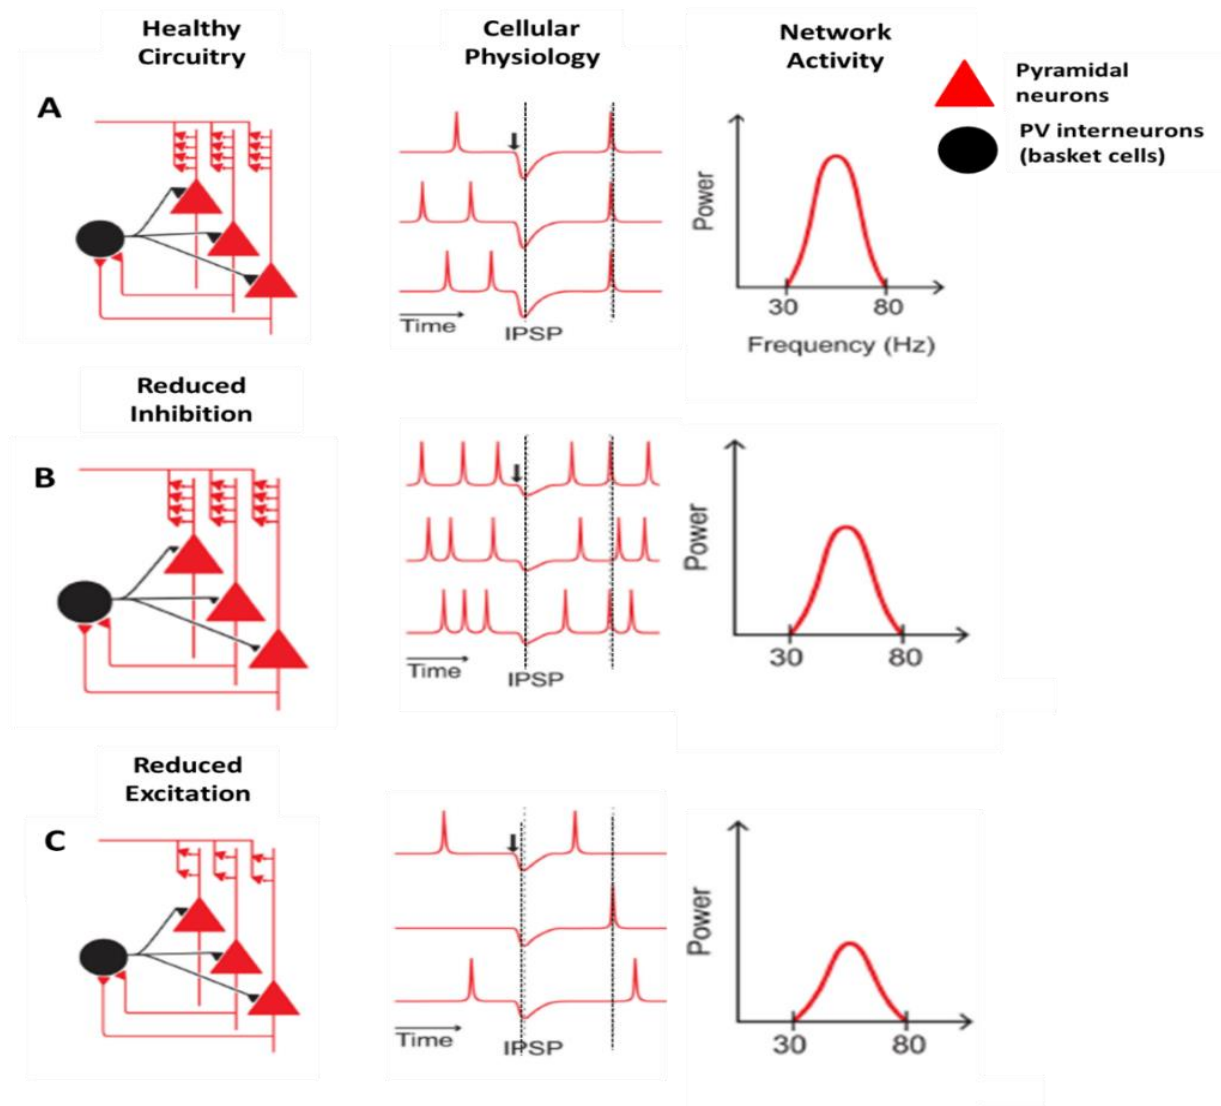 Healthy
Circuitry
Cellular
Physiology
Network
Activity
Pyramidal
neurons
PV interneurons
(basket cells)
A
Time
IPSP
Power
30
80
Frequency (Hz)
Reduced
Inhibition
B
Time
IPSP
Power
30
80
Reduced
Excitation
C
Time
IPSP
Power
30
80